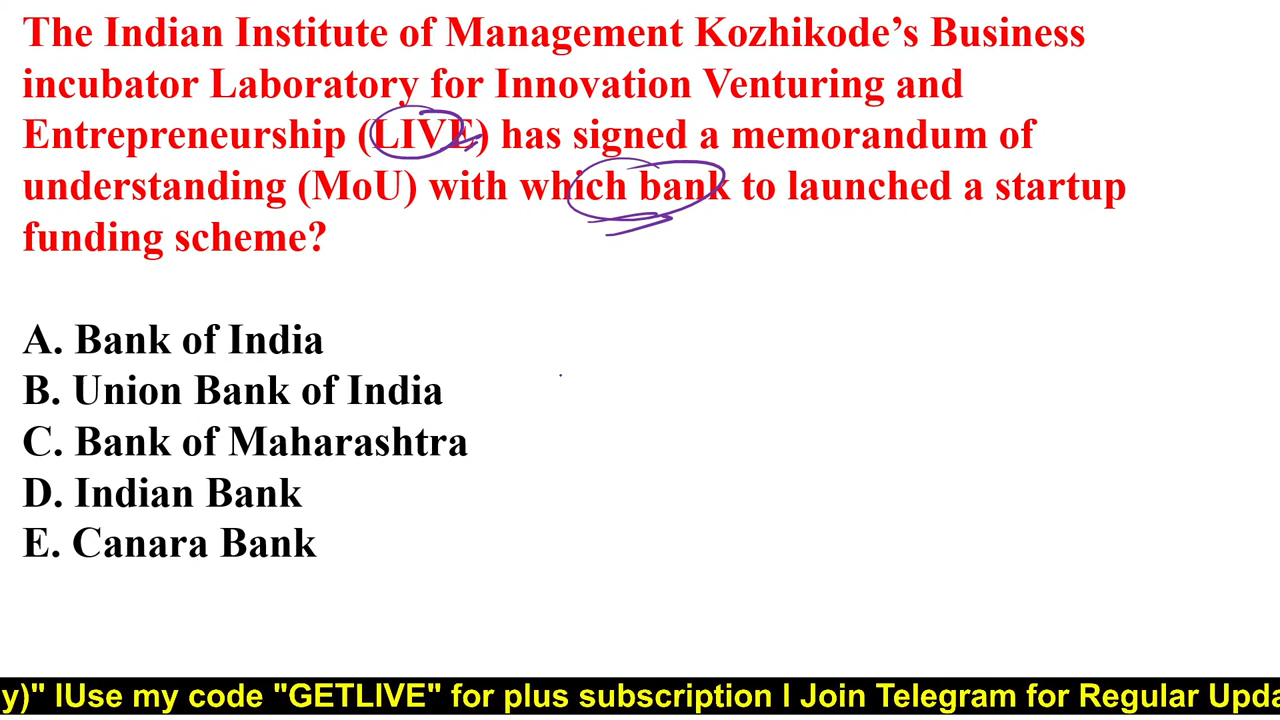 The Indian Institute of Management Kozhikode’s Business
incubator Laboratory for Innovation Venturing and
Entrepreneurship (LIVE) has signed a memorandum of
understanding (MoU) with which bank to launched a startup
funding scheme?
A. Bank of India
B. Union Bank of India
C. Bank of Maharashtra
D. Indian Bank
E. Canara Bank
y)" IUse my code "GETLIVE" for plus subscription I Join Telegram for Regular Upda